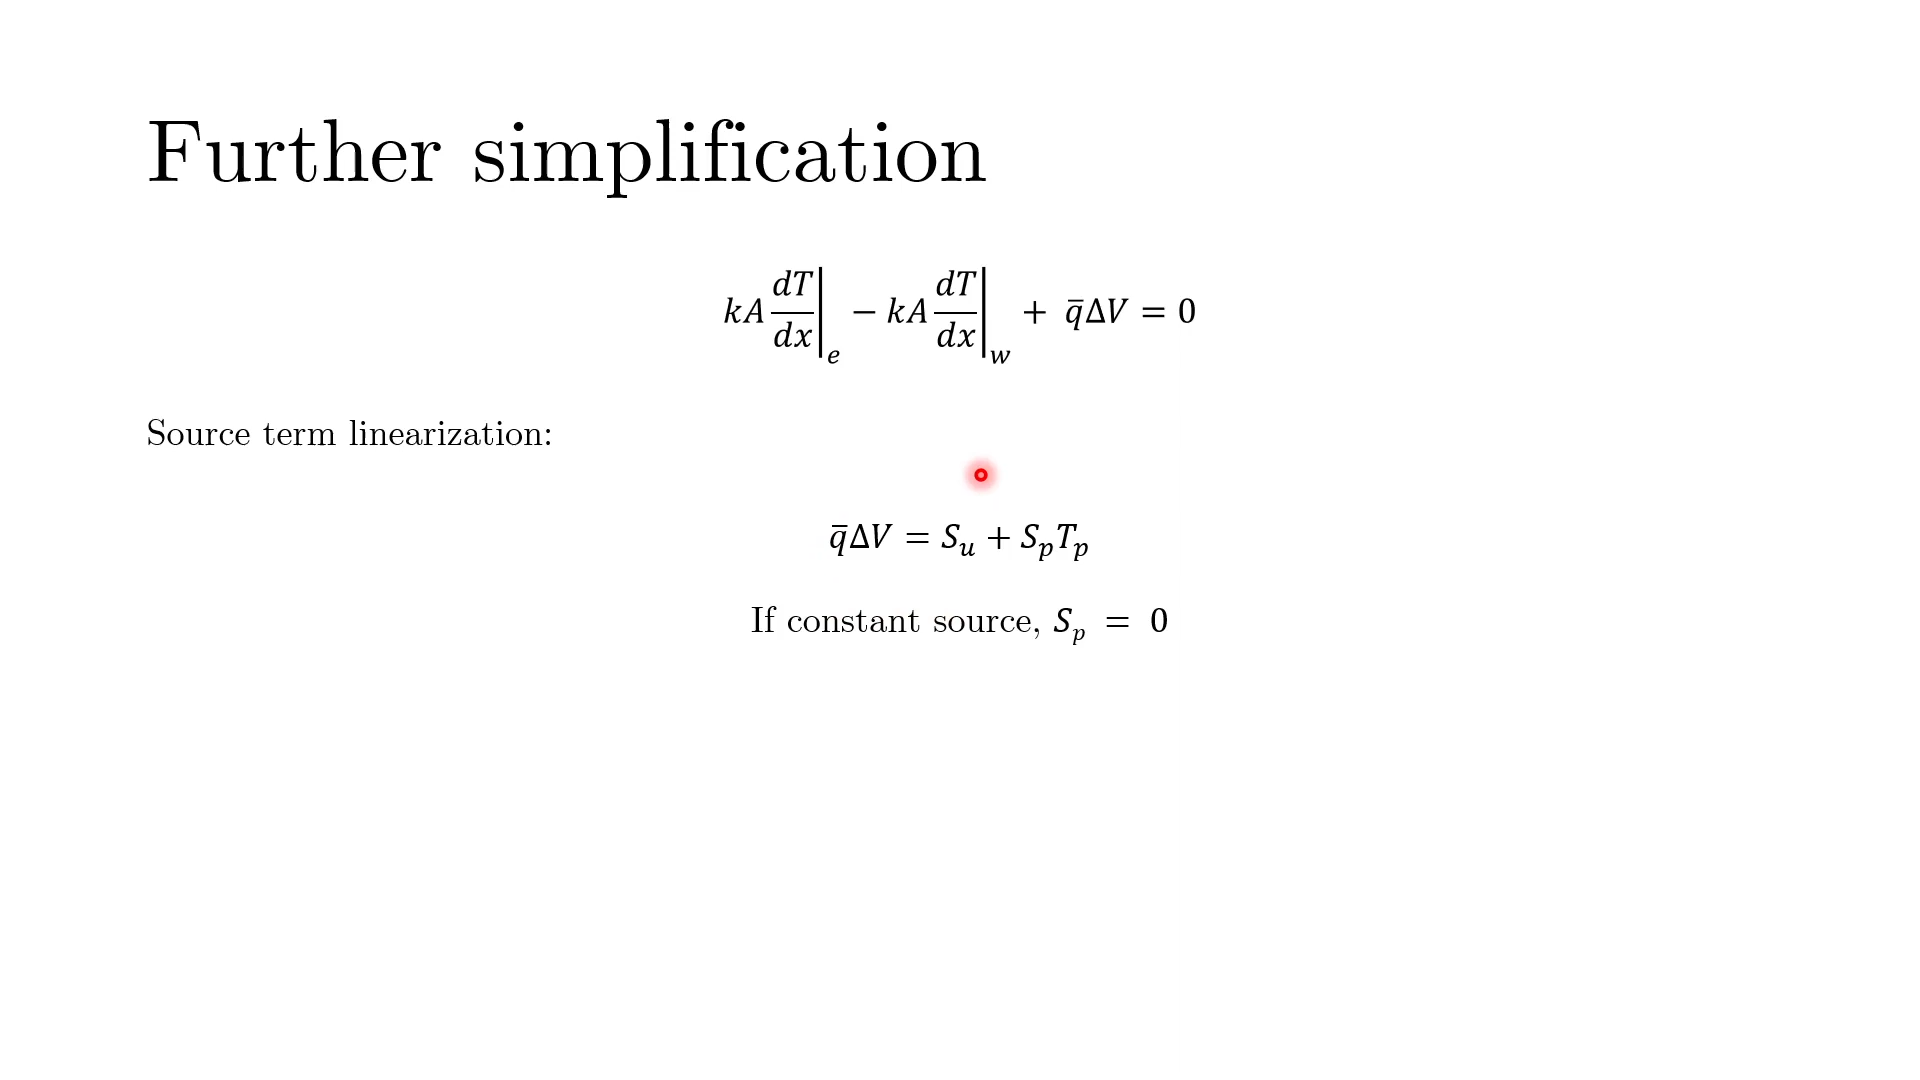 Further simplification
kA dT/dx|e − kA dT/dx|w + q̄ΔV = 0
Source term linearization:
q̄ΔV = Su + SpTp
If constant source, Sp = 0